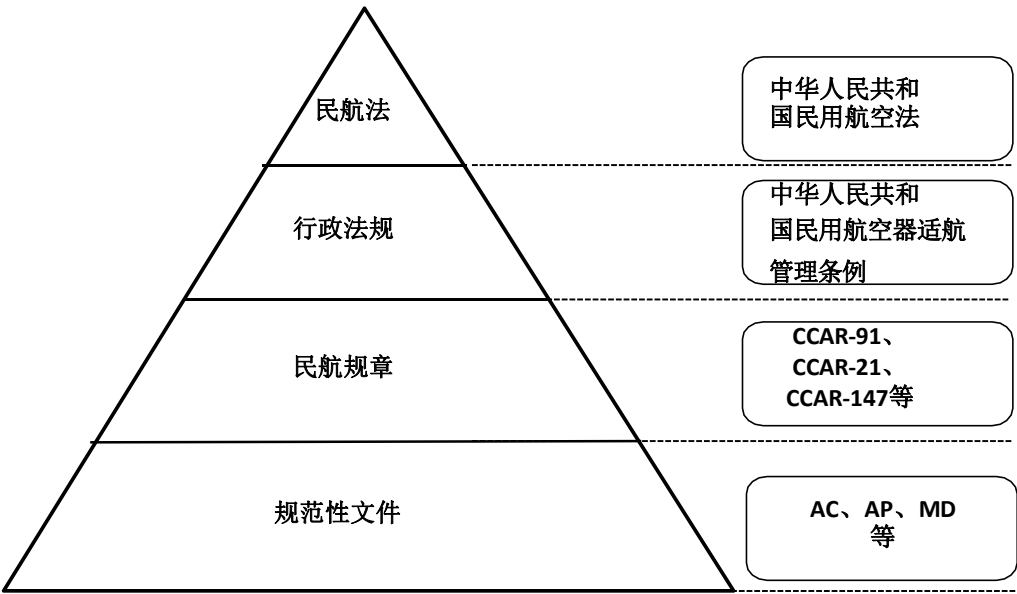 民航法
中华人民共和
国民用航空法
行政法规
中华人民共和
国民用航空器适航
管理条例
民航规章
CCAR-91、
CCAR-21、
CCAR-147等
规范性文件
AC、AP、MD
等